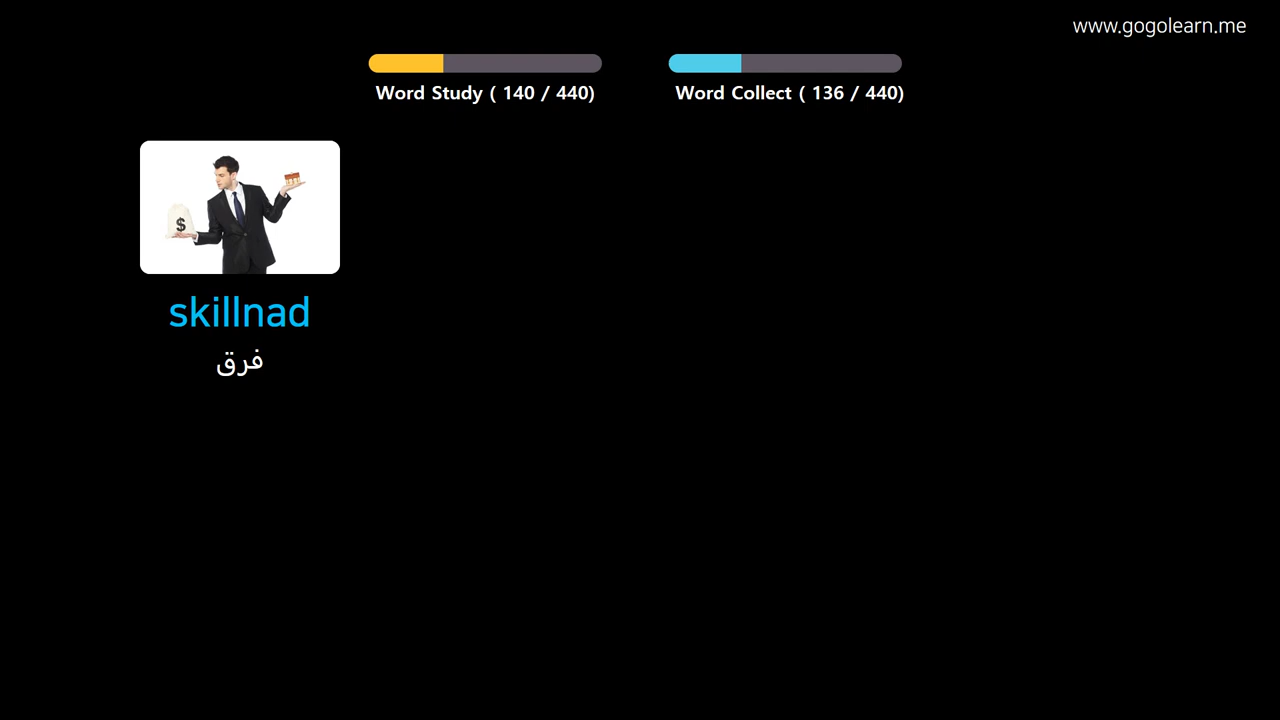 www.gogolearn.me
Word Study ( 140 / 440)
Word Collect ( 136 / 440)
$
skillnad
فرق